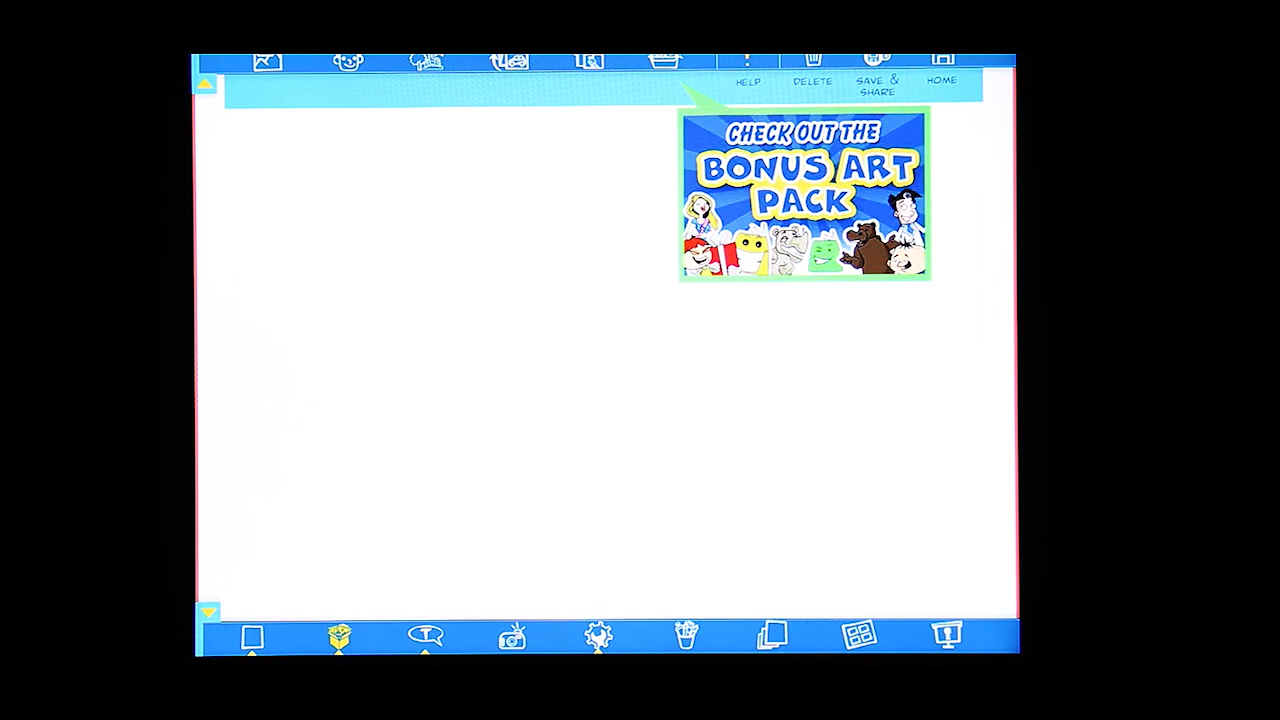 HELP
DELETE
SAVE &
SHARE
HOME
CHECK OUT THE
BONUS ART
PACK
T